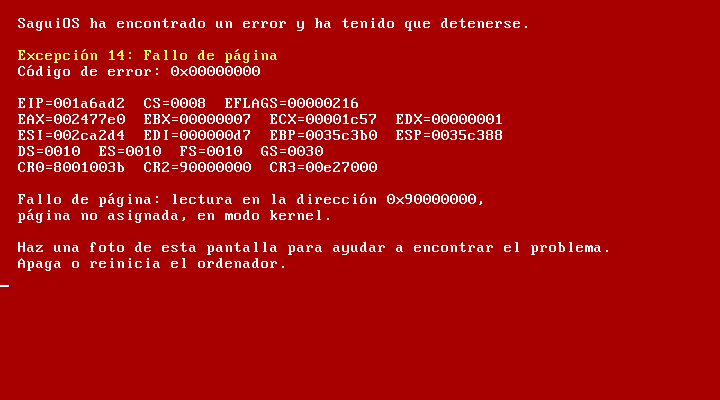 SaguiOS ha encontrado un error y ha tenido que detenerse.
Excepción 14: Fallo de página
Código de error: 0x00000000
EIP=001a6ad2  CS=0008  EFLAGS=00000216
EAX=002477e0  EBX=00000007  ECX=00001c57  EDX=00000001
ESI=002ca2d4  EDI=000000d7  EBP=0035c3b0  ESP=0035c388
DS=0010  ES=0010  FS=0010  GS=0030
CR0=8001003b  CR2=90000000  CR3=00e27000
Fallo de página: lectura en la dirección 0x90000000,
página no asignada, en modo kernel.
Haz una foto de esta pantalla para ayudar a encontrar el problema.
Apaga o reinicia el ordenador.